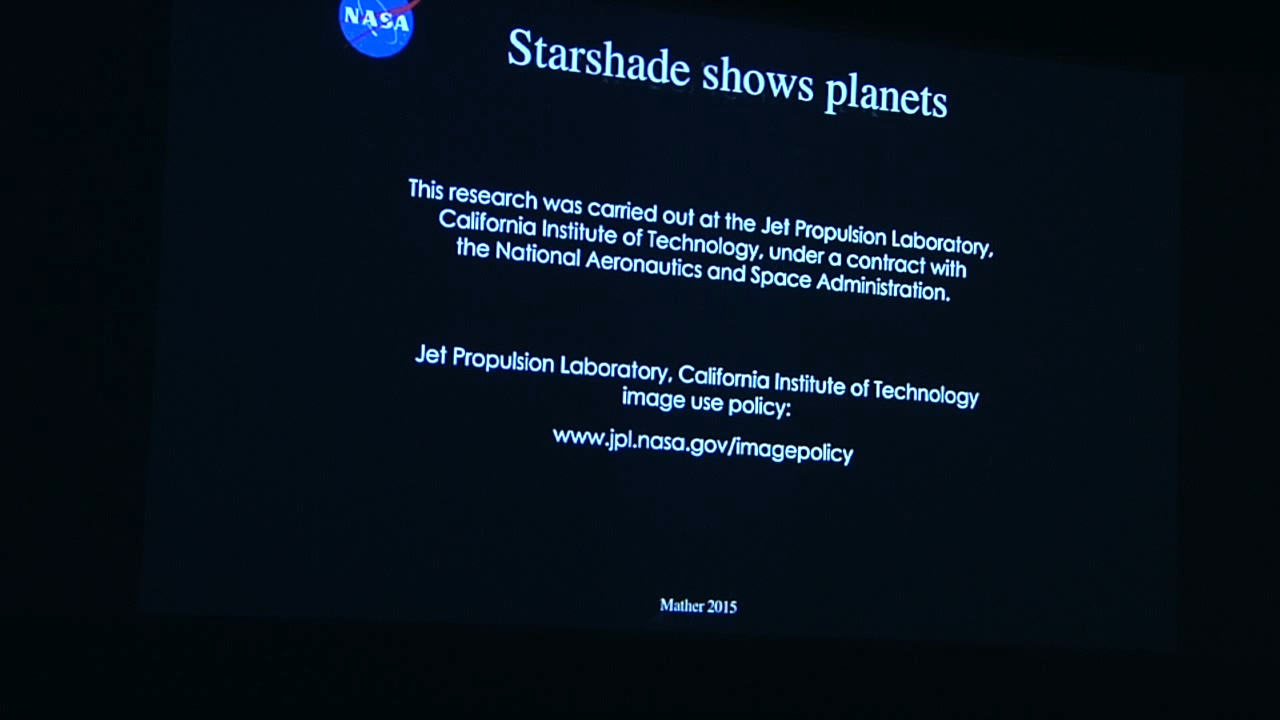 NASA
Starshade shows planets
This research was carried out at the Jet Propulsion Laboratory,
California Institute of Technology, under a contract with
the National Aeronautics and Space Administration.
Jet Propulsion Laboratory, California Institute of Technology
image use policy:
www.jpl.nasa.gov/imagepolicy
Mather 2015